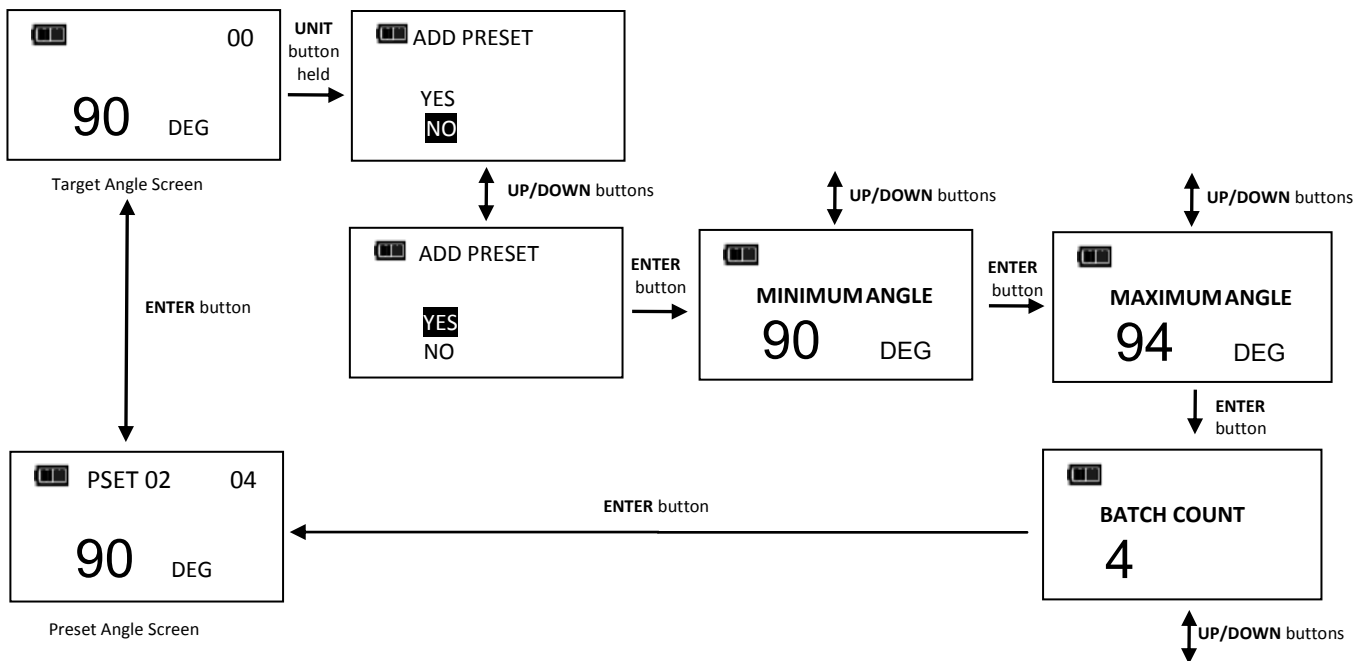 00
90 DEG
Target Angle Screen
UNIT
button
held
ADD PRESET
YES
NO
UP/DOWN buttons
ADD PRESET
YES
NO
ENTER
button
UP/DOWN buttons
MINIMUM ANGLE
90 DEG
ENTER
button
UP/DOWN buttons
MAXIMUM ANGLE
94 DEG
ENTER
button
BATCH COUNT
4
UP/DOWN buttons
ENTER button
ENTER button
PSET 02 04
90 DEG
Preset Angle Screen